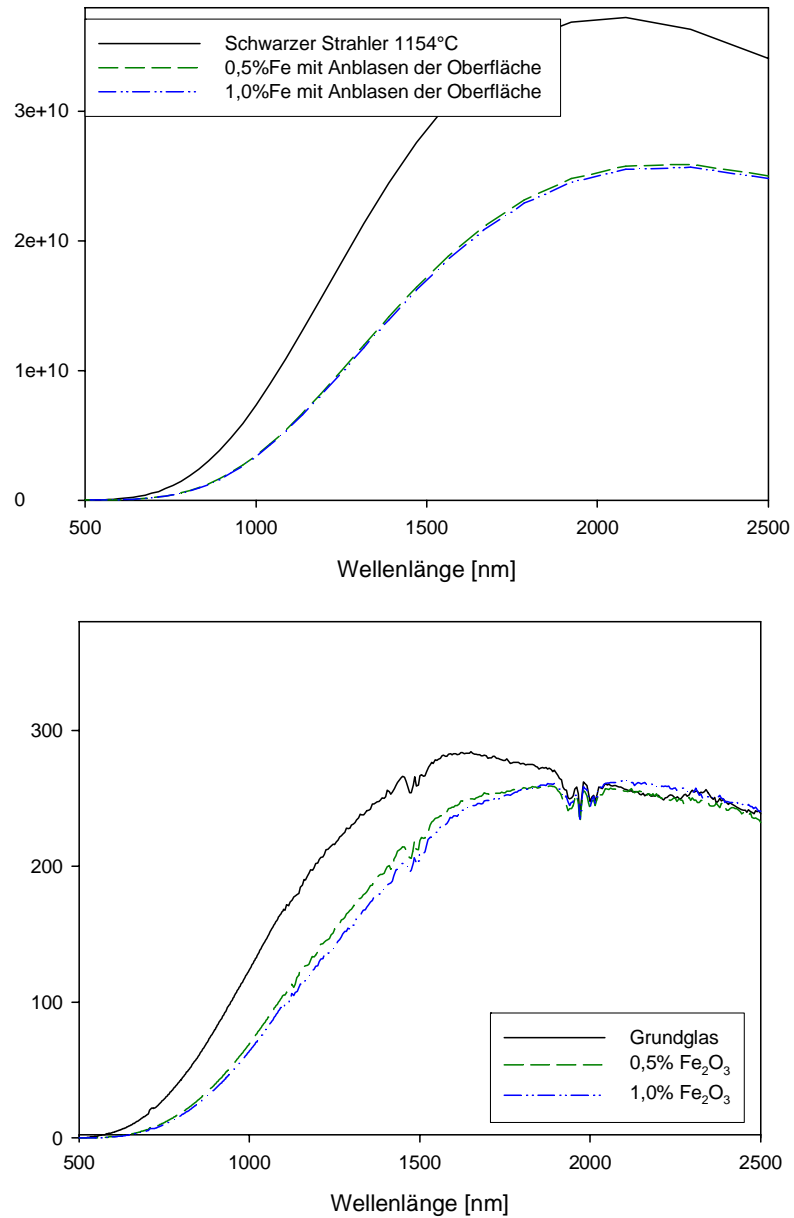 Schwarzer Strahler 1154°C
0,5%Fe mit Anblasen der Oberfläche
1,0%Fe mit Anblasen der Oberfläche
3e+10
2e+10
1e+10
0
500 1000 1500 2000 2500
Wellenlänge [nm]
300
200
100
0
Grundglas
0,5% Fe₂O₃
1,0% Fe₂O₃
500 1000 1500 2000 2500
Wellenlänge [nm]